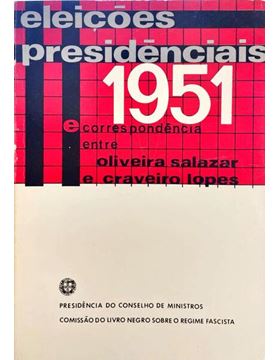 eleições
presidênciais
1951
e correspondência
entre
oliveira salazar
e craveiro lopes
PRESIDÊNCIA DO CONSELHO DE MINISTROS
COMISSÃO DO LIVRO NEGRO SOBRE O REGIME FASCISTA